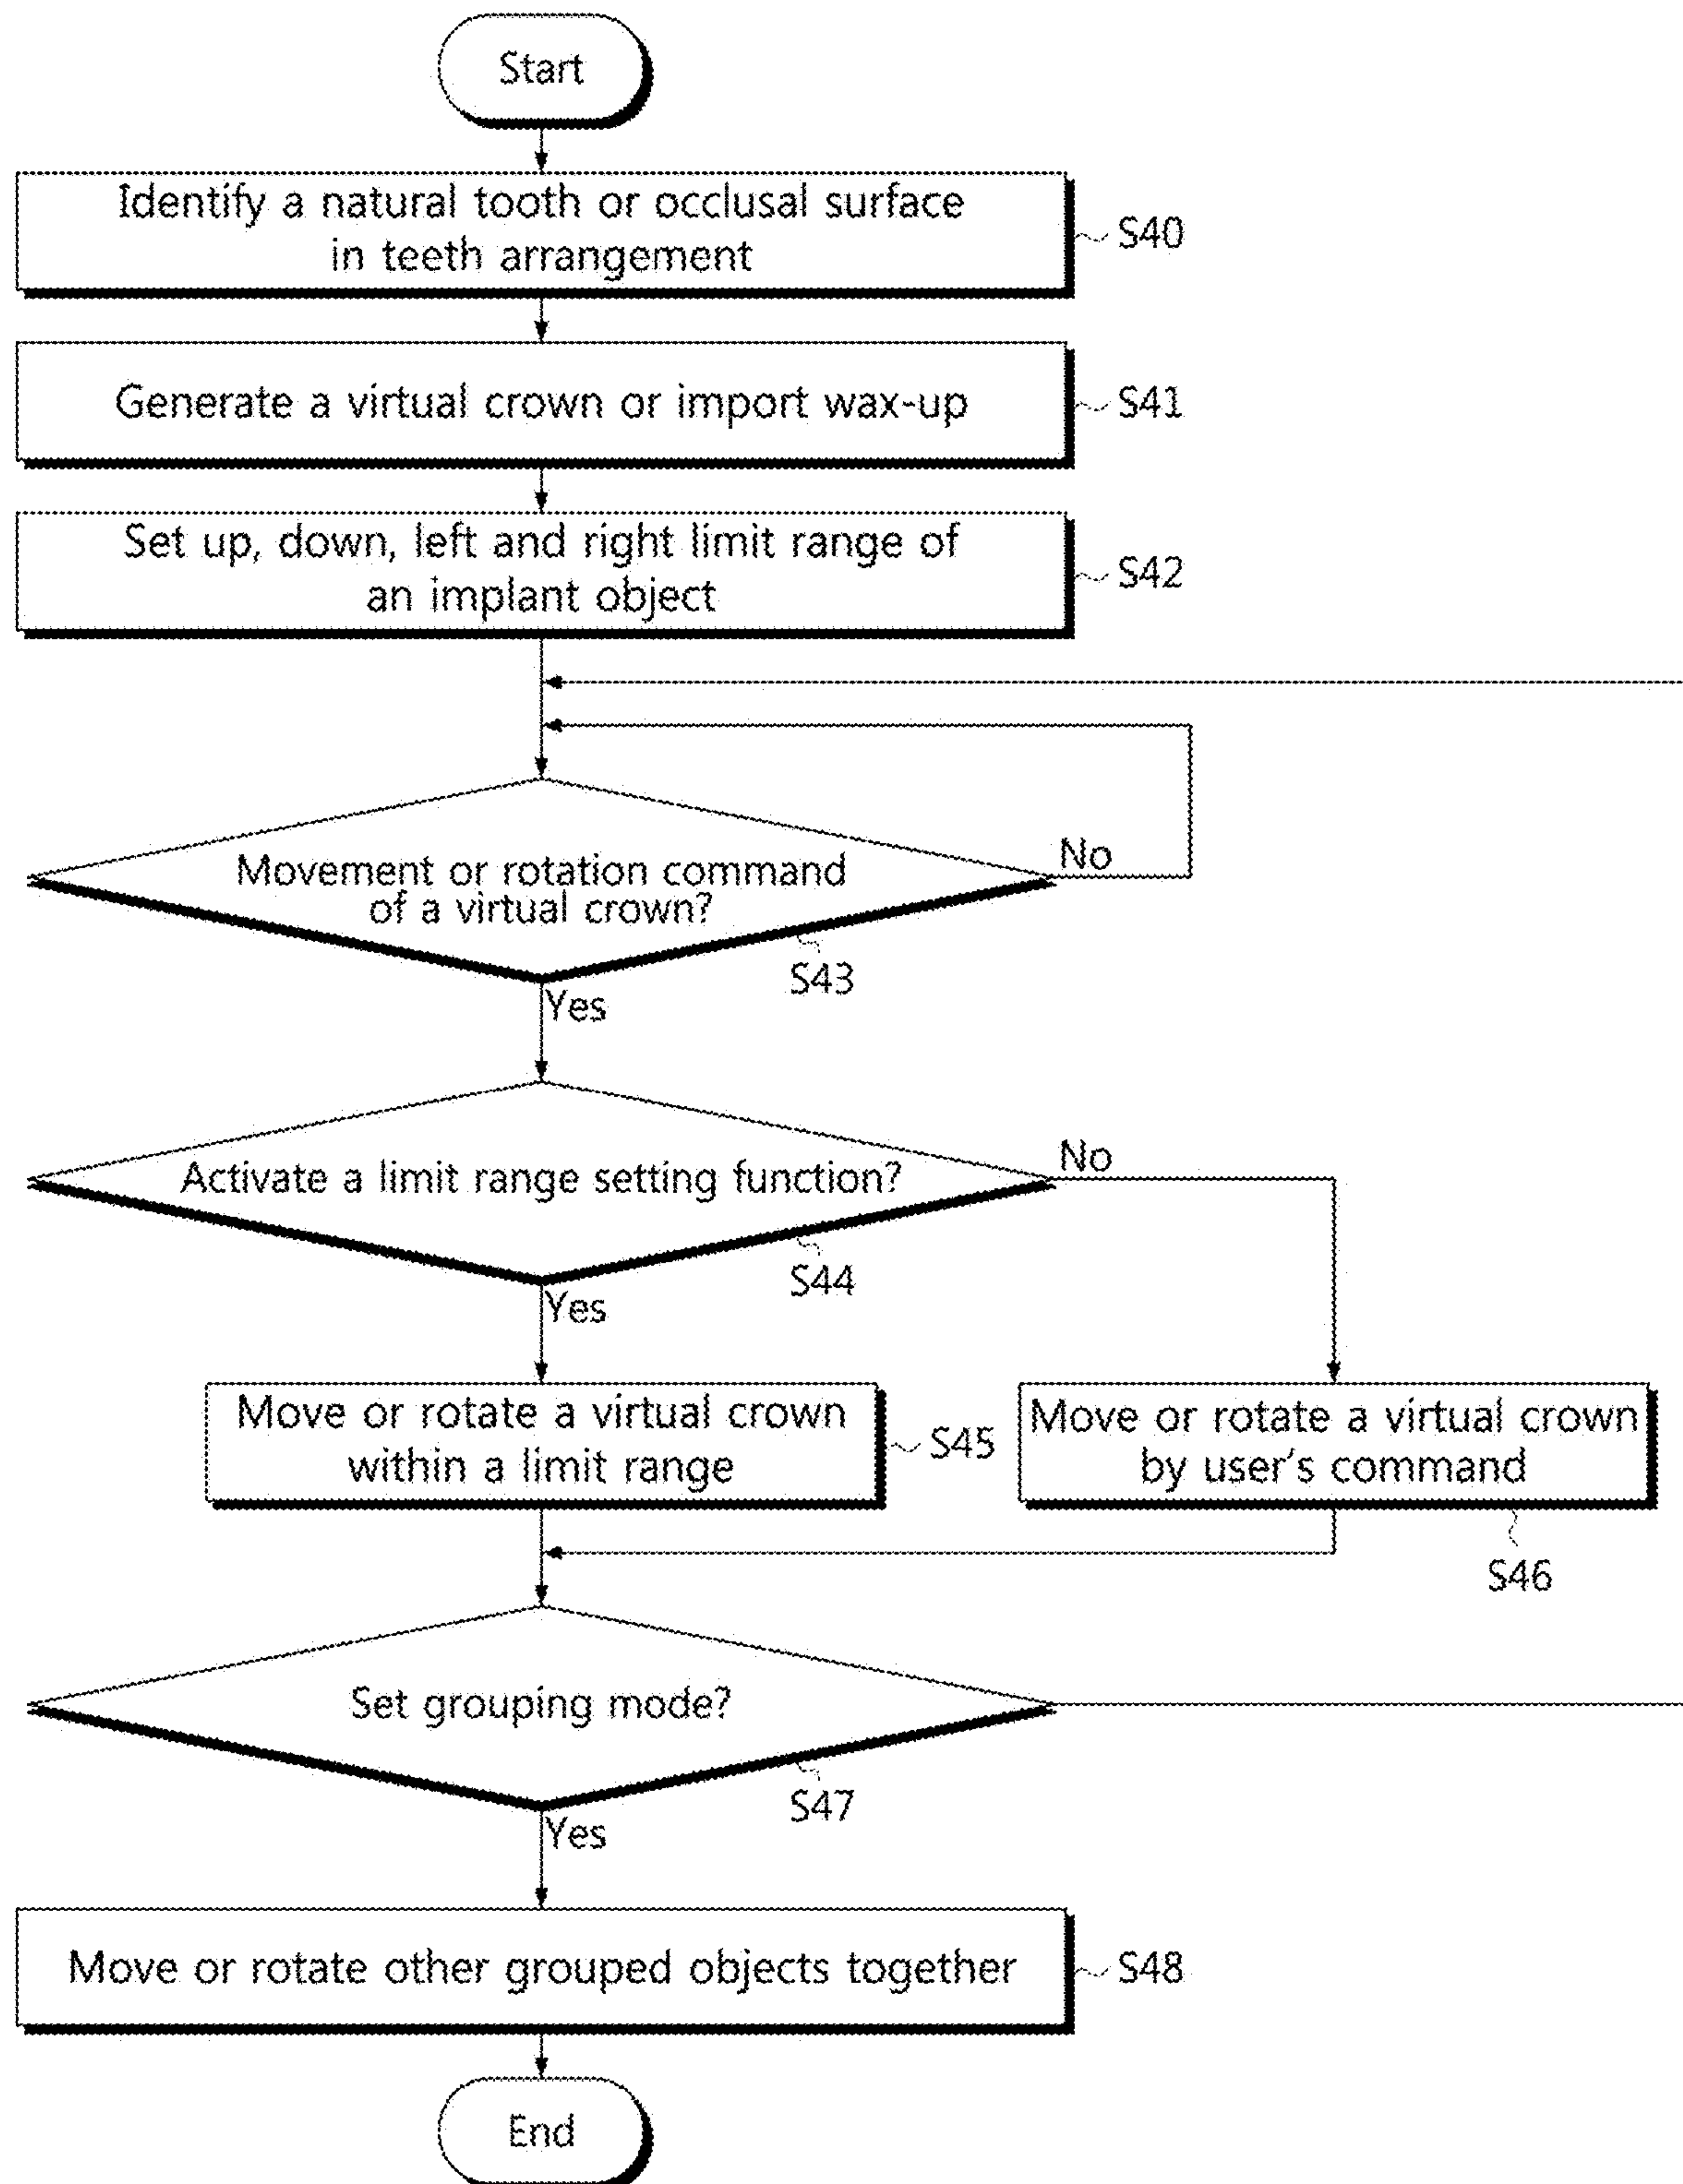 Start
Identify a natural tooth or occlusal surface
in teeth arrangement
S40
Generate a virtual crown or import wax-up
S41
Set up, down, left and right limit range of
an implant object
S42
Movement or rotation command
of a virtual crown?
No
S43
Yes
Activate a limit range setting function?
No
S44
Yes
Move or rotate a virtual crown
within a limit range
S45
Move or rotate a virtual crown
by user's command
S46
Set grouping mode?
S47
Yes
Move or rotate other grouped objects together
S48
End